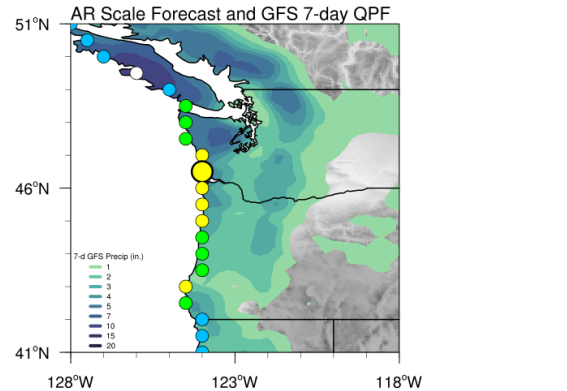 AR Scale Forecast and GFS 7-day QPF
51°N
46°N
7-d GFS Precip (in.)
1
2
3
4
5
7
10
15
20
41°N
128°W
123°W
118°W